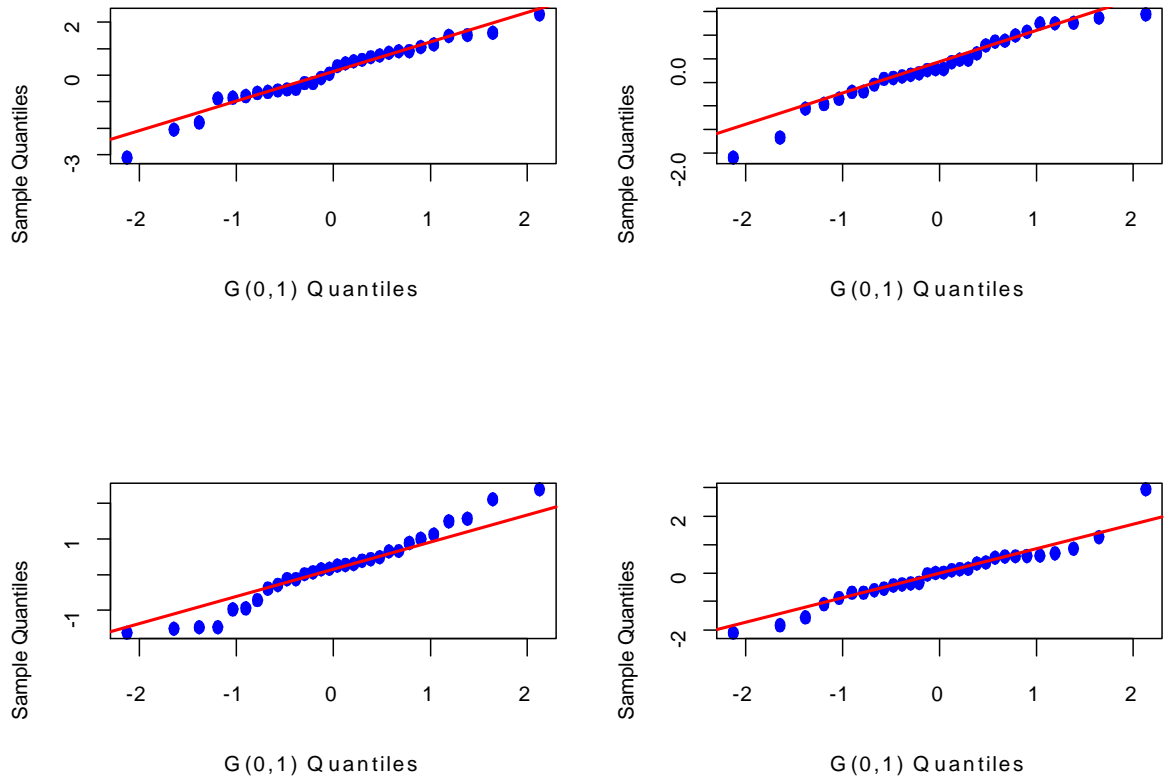 Sample Quantiles
2
0
-3
-2 -1 0 1 2
G(0,1) Quantiles
Sample Quantiles
0.0
-2.0
-2 -1 0 1 2
G(0,1) Quantiles
Sample Quantiles
1
-1
-2 -1 0 1 2
G(0,1) Quantiles
Sample Quantiles
2
0
-2
-2 -1 0 1 2
G(0,1) Quantiles